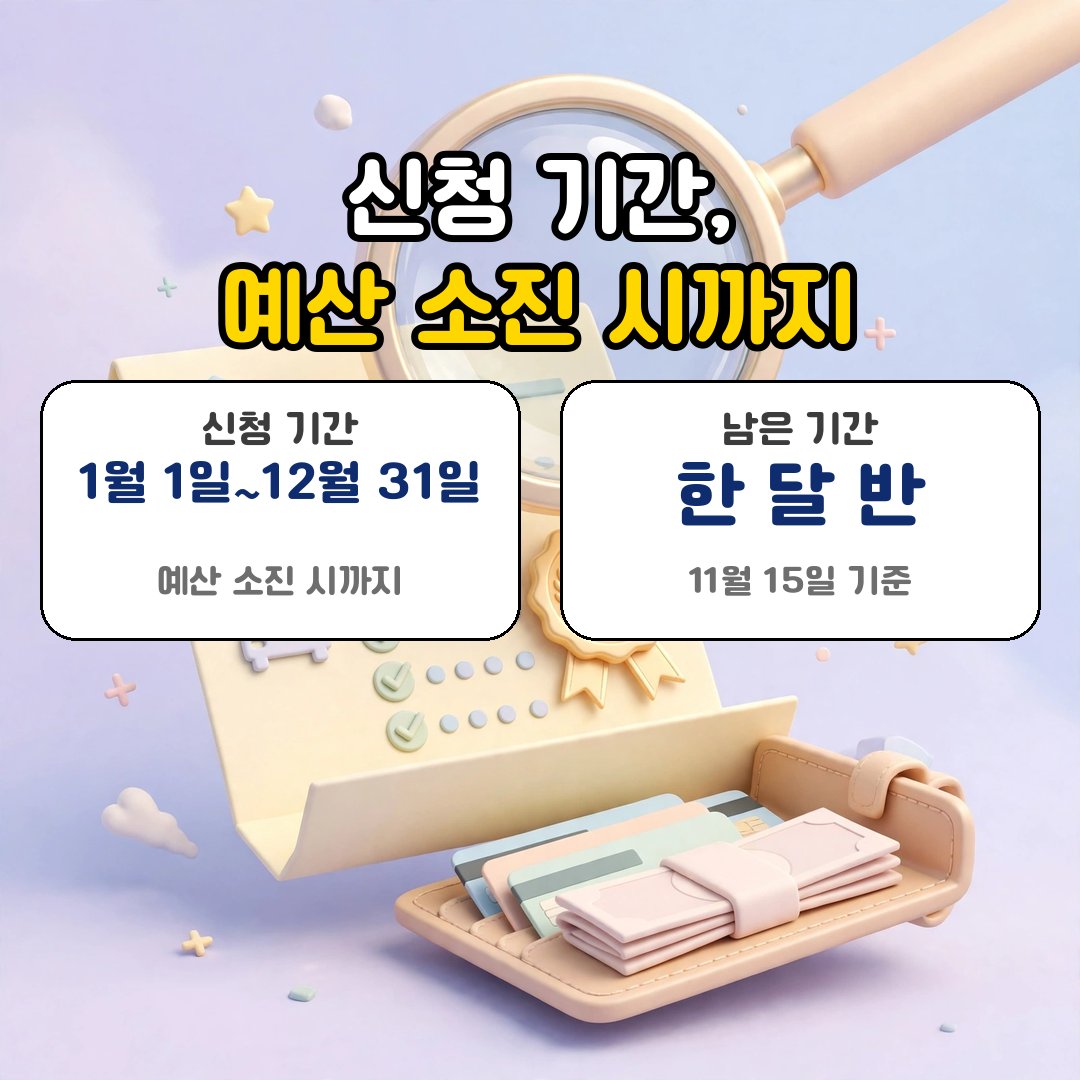 신청 기간,
예산 소진 시까지
신청 기간
1월 1일~12월 31일
예산 소진 시까지
남은 기간
한 달 반
11월 15일 기준